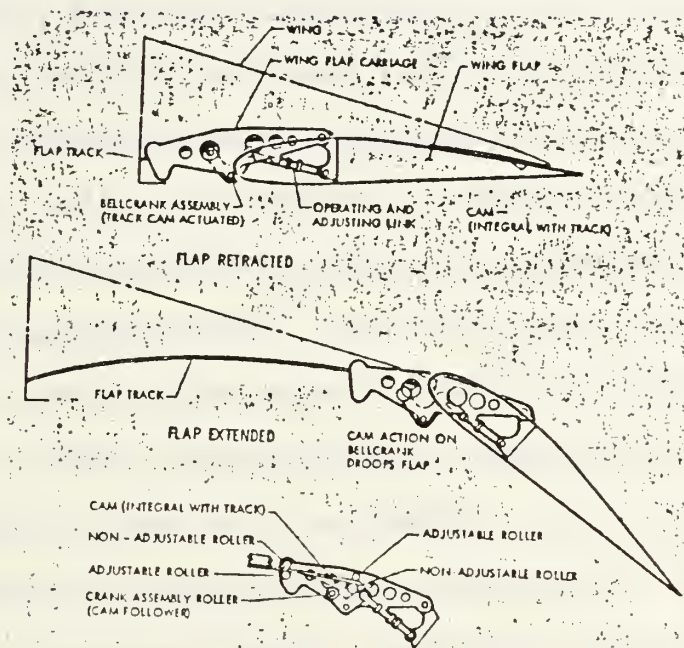 WING
WING FLAP CARRIAGE
WING FLAP
FLAP TRACK
BELLCRANK ASSEMBLY
(TRACK CAM ACTUATED)
OPERATING AND
ADJUSTING LINK
CAM —
(INTEGRAL WITH TRACK)
FLAP RETRACTED
FLAP TRACK
FLAP EXTENDED
CAM ACTION ON
BELLCRANK
DROOPS FLAP
CAM (INTEGRAL WITH TRACK)
NON - ADJUSTABLE ROLLER
ADJUSTABLE ROLLER
ADJUSTABLE ROLLER
NON-ADJUSTABLE ROLLER
CRANK ASSEMBLY ROLLER
(CAM FOLLOWER)